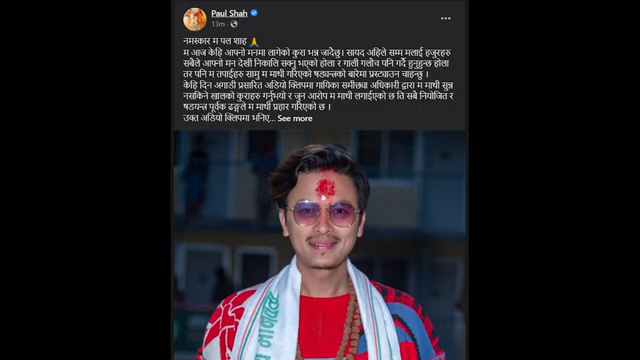 Paul Shah
13m ·
नमस्कार म पल शाह 🙏
म आज केहि आफ्नो मनमा लागेको कुरा भन्न जादैछु। सायद अहिले सम्म मलाई हजुरहरु
सबैले आफ्नो मन देखी निकालि सक्नु भएको होला र गाली गलौच पनि गर्दै हुनुहुन्छ होला
तर पनि म तपाईहरु सामु म माथी गरिएको षड्यन्त्रको बारेमा प्रस्ट्याउन चाहन्छु ।
केहि दिन अगाडी प्रसारित अडियो क्लिपमा गायिका समीछ्या अधिकारी द्वारा म माथी सुन्न
नसकिने खालको कुराहरु गर्नुभयो र जुन आरोप म माथी लगाईएको छ ति सबै नियोजित र
षडयन्त्र पूर्वक ढङ्गले म माथी प्रहार गरिएको छ ।
उक्त अडियो क्लिपमा भनिए... See more